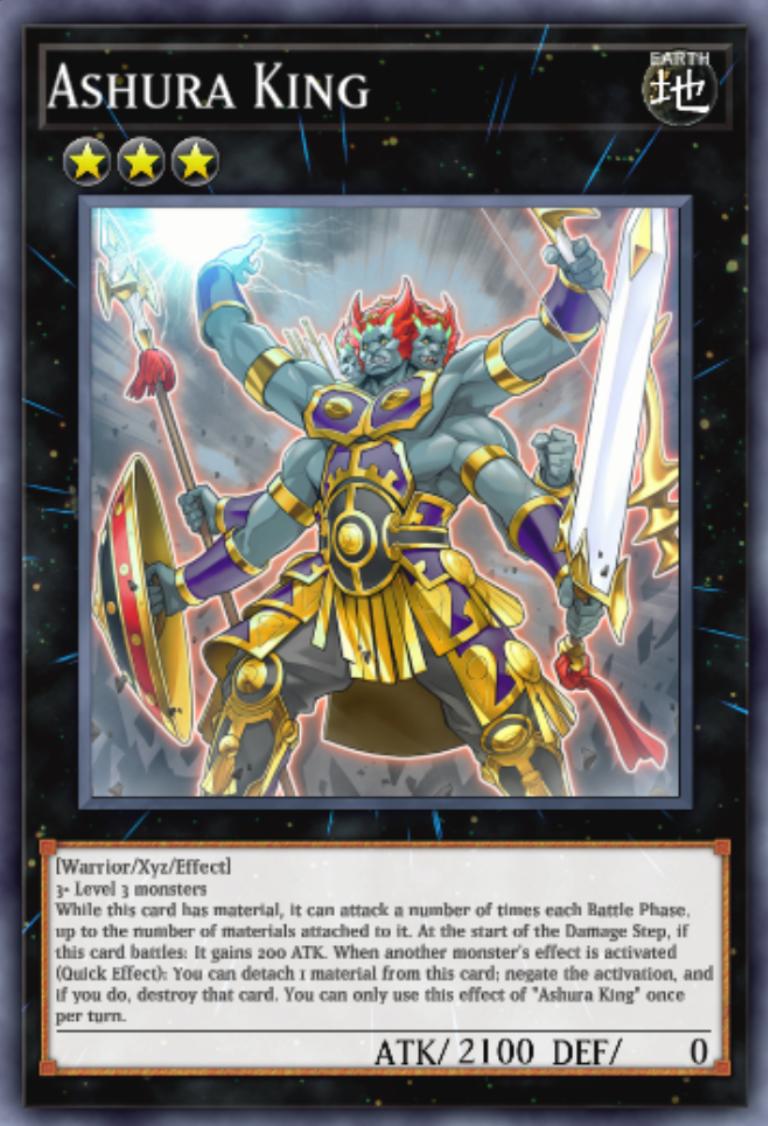 Ashura King
EARTH
地
[Warrior/Xyz/Effect]
3+ Level 3 monsters
While this card has material, it can attack a number of times each Battle Phase,
up to the number of materials attached to it. At the start of the Damage Step, if
this card battles: It gains 200 ATK. When another monster's effect is activated
(Quick Effect): You can detach 1 material from this card; negate the activation, and
if you do, destroy that card. You can only use this effect of "Ashura King" once
per turn.
ATK/ 2100 DEF/ 0